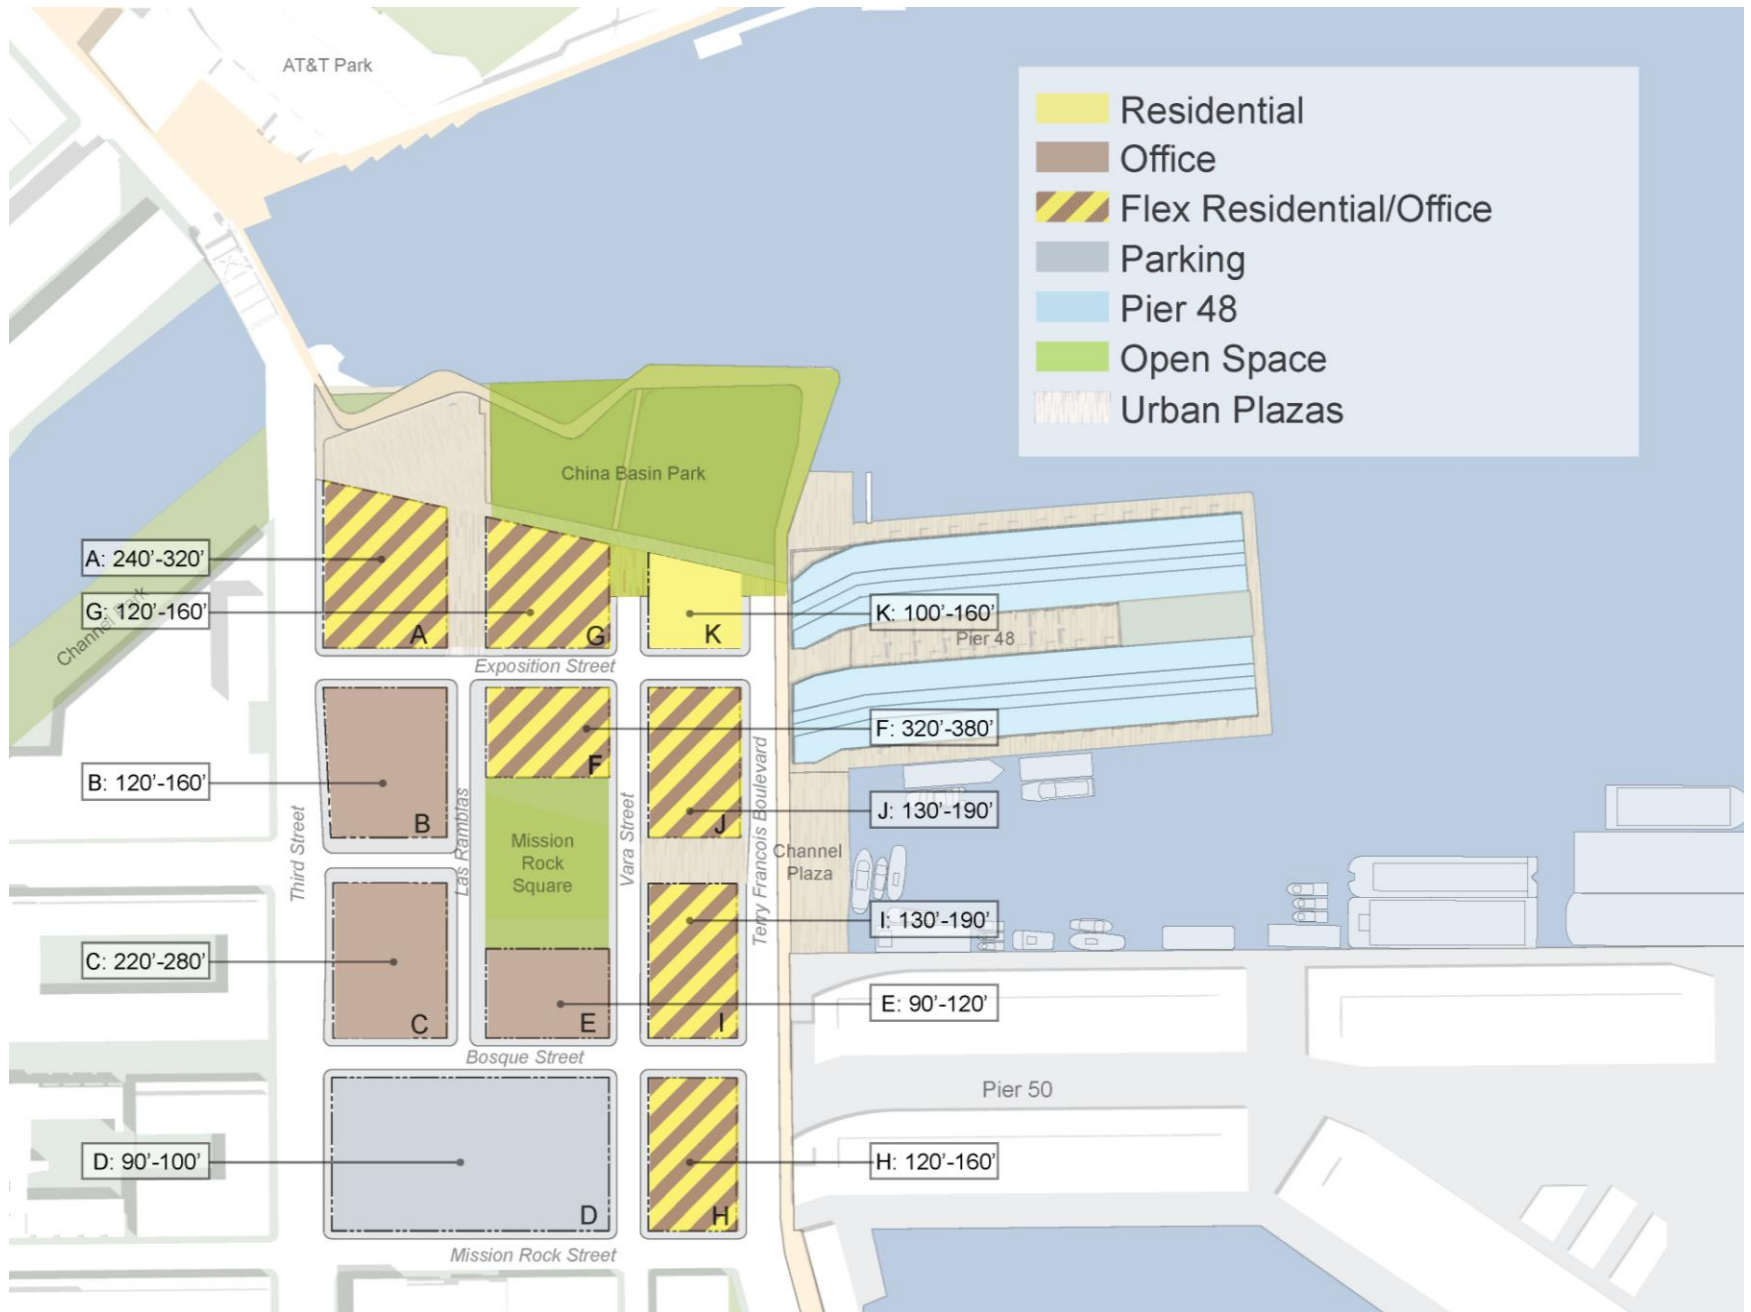 AT&T Park
Residential
Office
Flex Residential/Office
Parking
Pier 48
Open Space
Urban Plazas
China Basin Park
A: 240'-320'
G: 120'-160'
Channel Park
A
G
K
K: 100'-160'
Pier 48
Exposition Street
F: 320'-380'
F
B: 120'-160'
B
J: 130'-190'
J
Third Street
Las Ramblas
Mission
Rock
Square
Vara Street
Terry Francois Boulevard
Channel
Plaza
I: 130'-190'
C: 220'-280'
C
E: 90'-120'
E
I
Bosque Street
Pier 50
D: 90'-100'
D
H: 120'-160'
H
Mission Rock Street